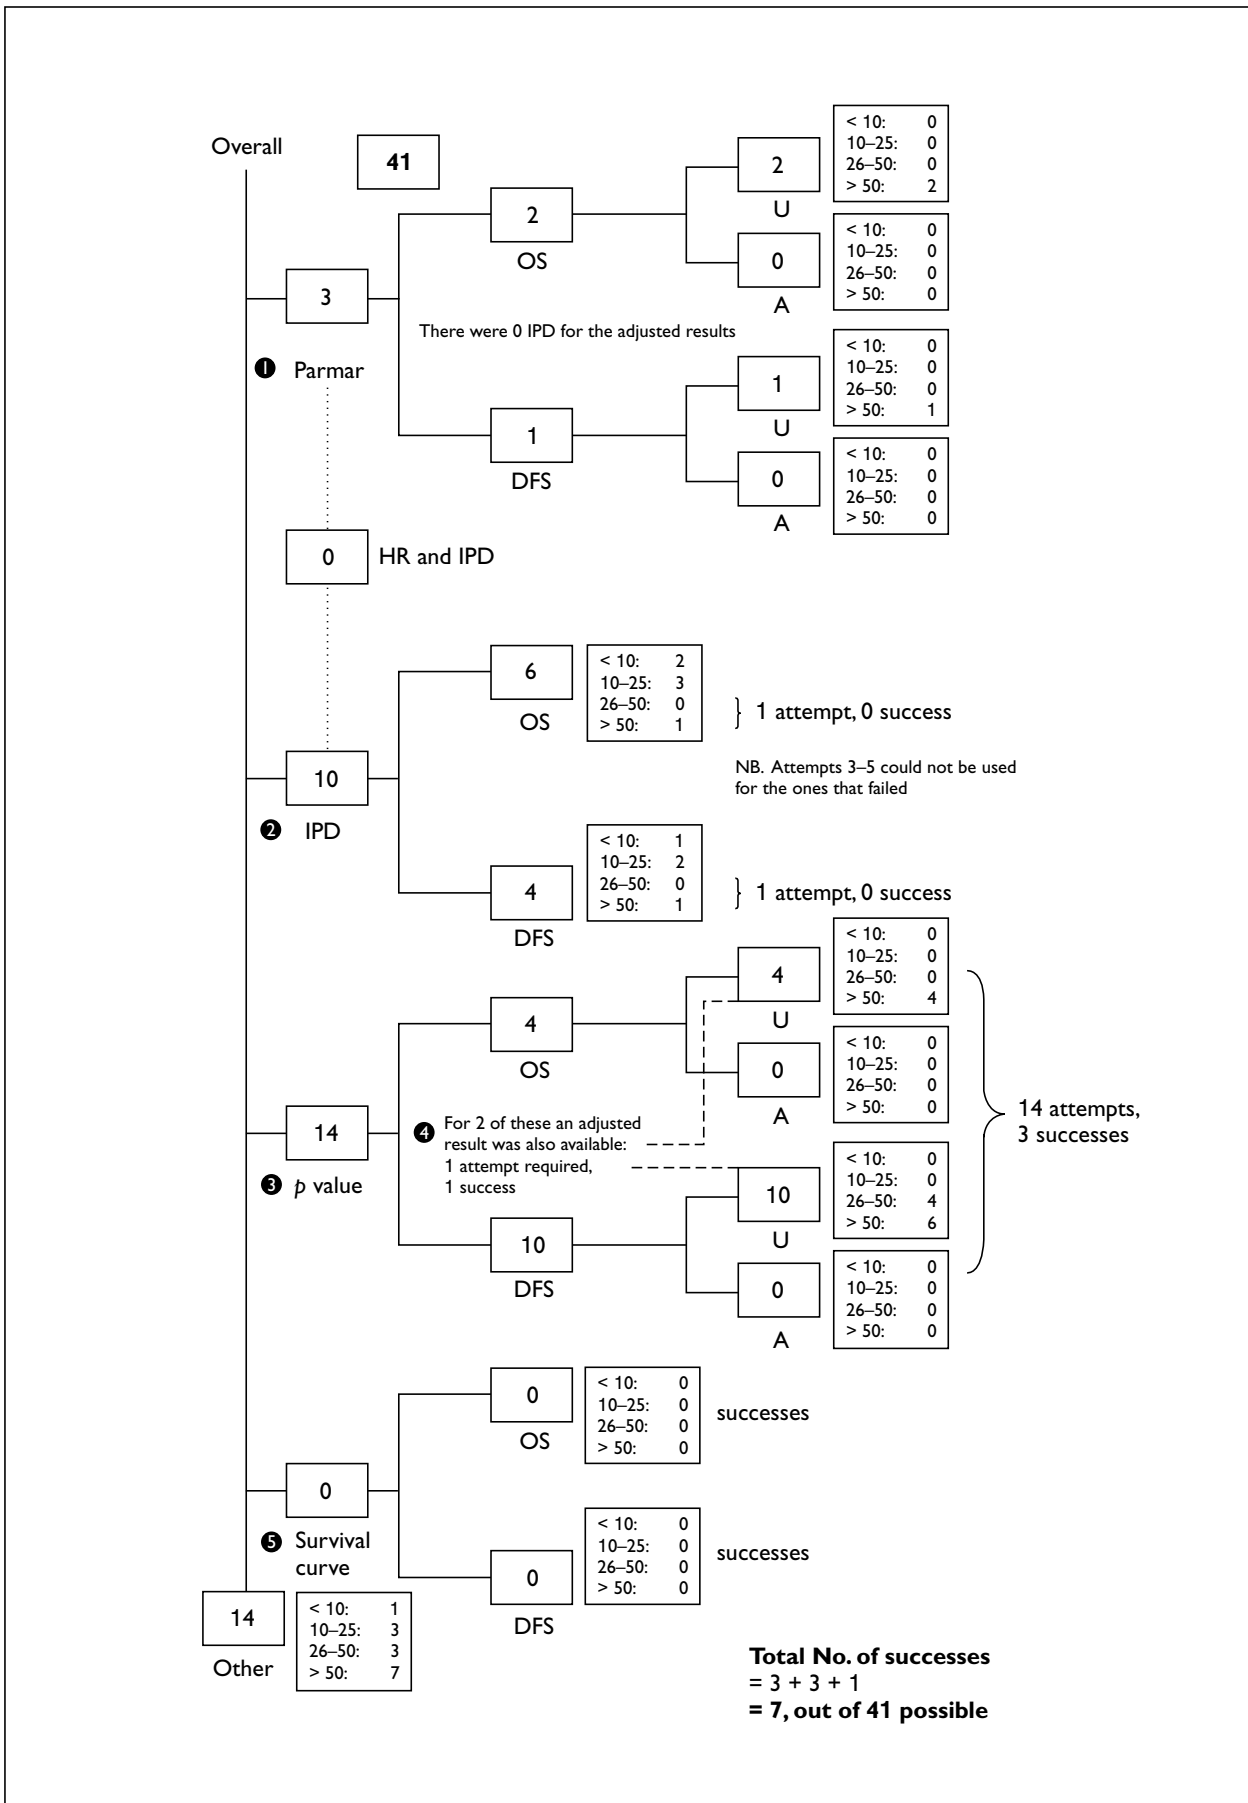 Overall
41
3
❶ Parmar
2
OS
2
U
< 10: 0
10–25: 0
26–50: 0
> 50: 2
0
A
< 10: 0
10–25: 0
26–50: 0
> 50: 0
There were 0 IPD for the adjusted results
1
DFS
1
U
< 10: 0
10–25: 0
26–50: 0
> 50: 1
0
A
< 10: 0
10–25: 0
26–50: 0
> 50: 0
0 HR and IPD
10
❷ IPD
6
OS
< 10: 2
10–25: 3
26–50: 0
> 50: 1
} 1 attempt, 0 success
NB. Attempts 3–5 could not be used
for the ones that failed
4
DFS
< 10: 1
10–25: 2
26–50: 0
> 50: 1
} 1 attempt, 0 success
14
❸ p value
4
OS
4
U
< 10: 0
10–25: 0
26–50: 0
> 50: 4
0
A
< 10: 0
10–25: 0
26–50: 0
> 50: 0
❹ For 2 of these an adjusted
result was also available:
1 attempt required,
1 success
10
DFS
10
U
< 10: 0
10–25: 0
26–50: 4
> 50: 6
0
A
< 10: 0
10–25: 0
26–50: 0
> 50: 0
14 attempts,
3 successes
0
❺ Survival
curve
0
OS
< 10: 0
10–25: 0
26–50: 0
> 50: 0
successes
0
DFS
< 10: 0
10–25: 0
26–50: 0
> 50: 0
successes
14
Other
< 10: 1
10–25: 3
26–50: 3
> 50: 7
Total No. of successes
= 3 + 3 + 1
= 7, out of 41 possible